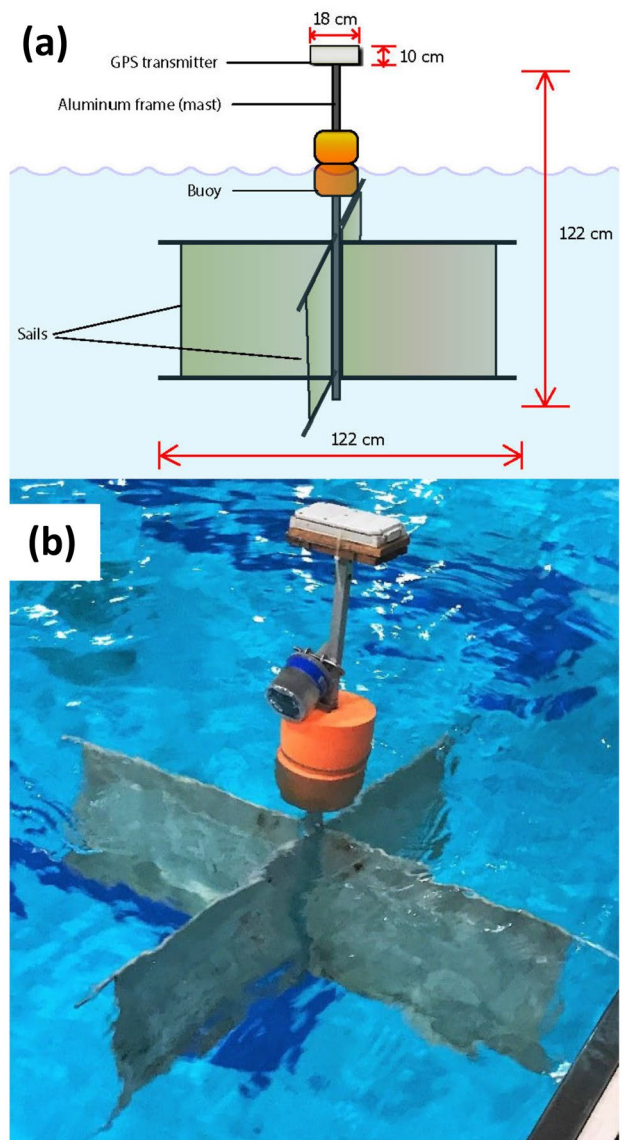 (a)
18 cm
GPS transmitter
10 cm
Aluminum frame (mast)
Buoy
122 cm
Sails
122 cm
(b)